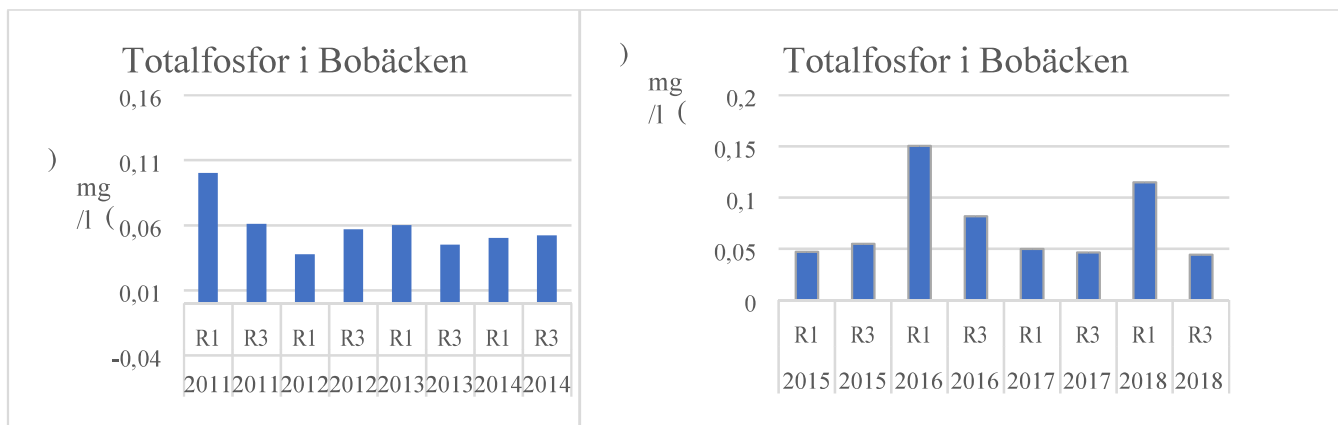 Totalfosfor i Bobäcken
0,16
0,11
0,06
0,01
-0,04
)
mg
/l (
R1 R3 R1 R3 R1 R3 R1 R3
2011 2011 2012 2012 2013 2013 2014 2014
Totalfosfor i Bobäcken
)
mg
/l (
0,2
0,15
0,1
0,05
0
R1 R3 R1 R3 R1 R3 R1 R3
2015 2015 2016 2016 2017 2017 2018 2018